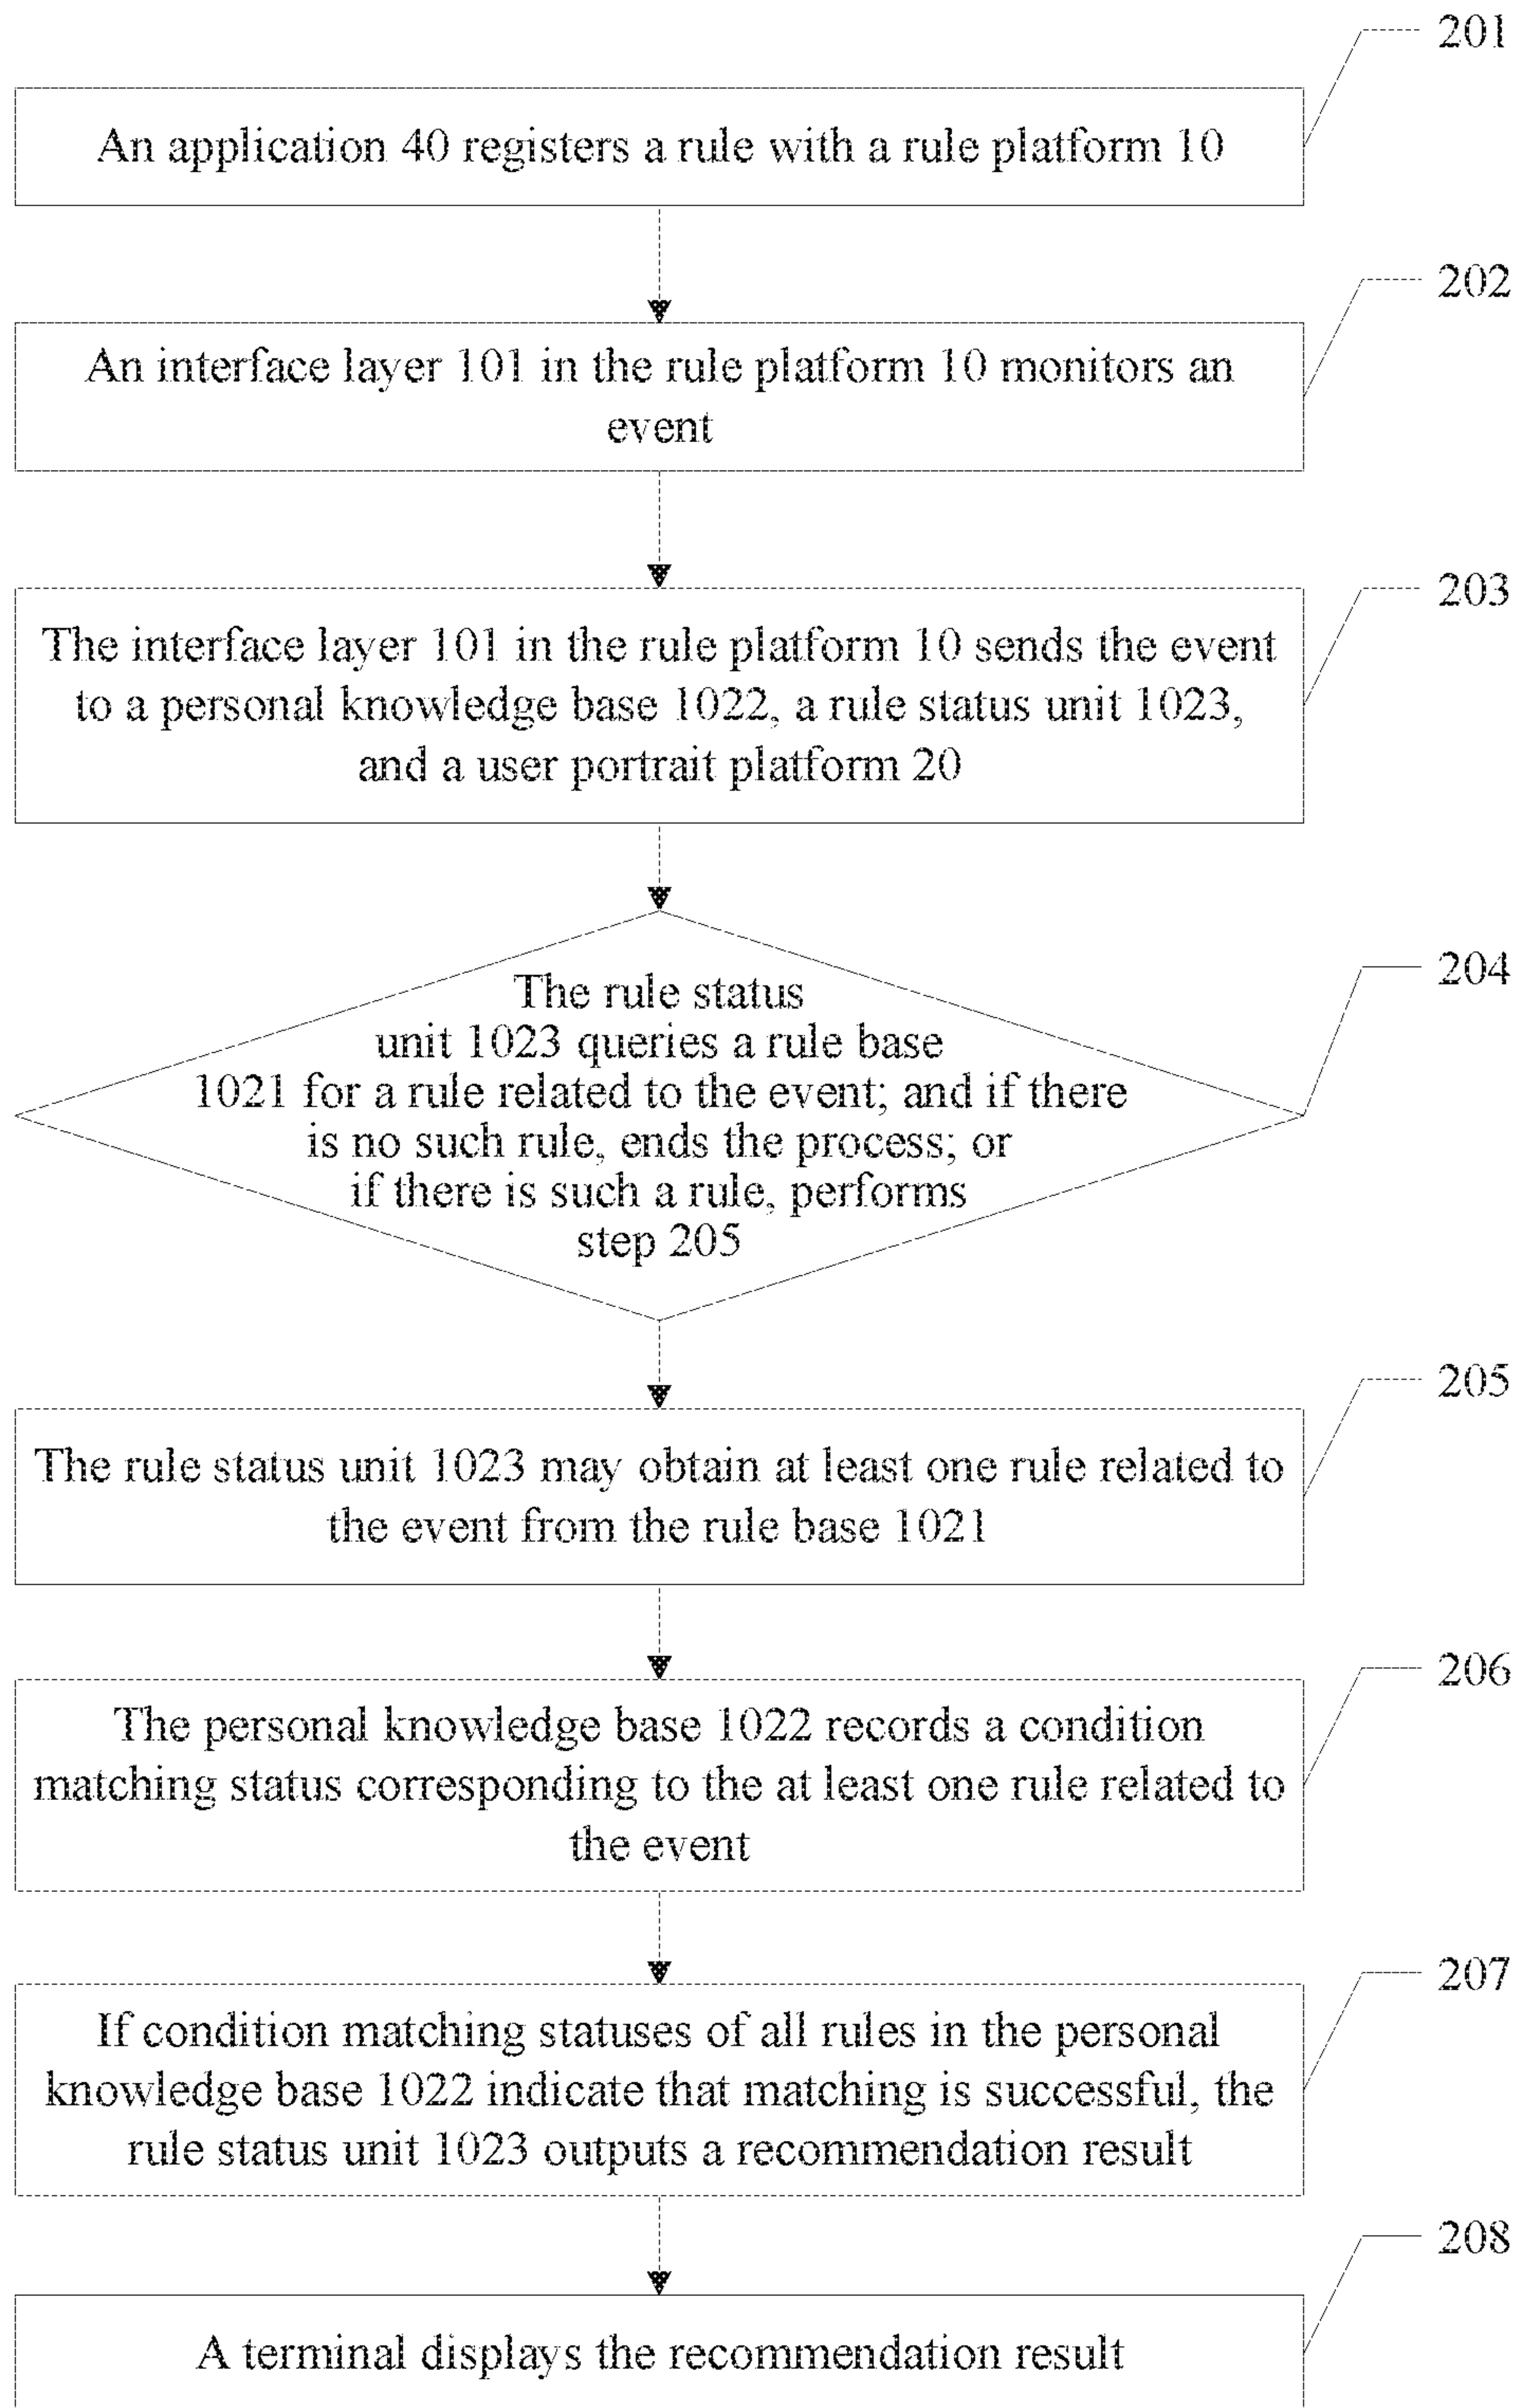 201
An application 40 registers a rule with a rule platform 10
202
An interface layer 101 in the rule platform 10 monitors an
event
203
The interface layer 101 in the rule platform 10 sends the event
to a personal knowledge base 1022, a rule status unit 1023,
and a user portrait platform 20
204
The rule status
unit 1023 queries a rule base
1021 for a rule related to the event; and if there
is no such rule, ends the process; or
if there is such a rule, performs
step 205
205
The rule status unit 1023 may obtain at least one rule related to
the event from the rule base 1021
206
The personal knowledge base 1022 records a condition
matching status corresponding to the at least one rule related to
the event
207
If condition matching statuses of all rules in the personal
knowledge base 1022 indicate that matching is successful, the
rule status unit 1023 outputs a recommendation result
208
A terminal displays the recommendation result